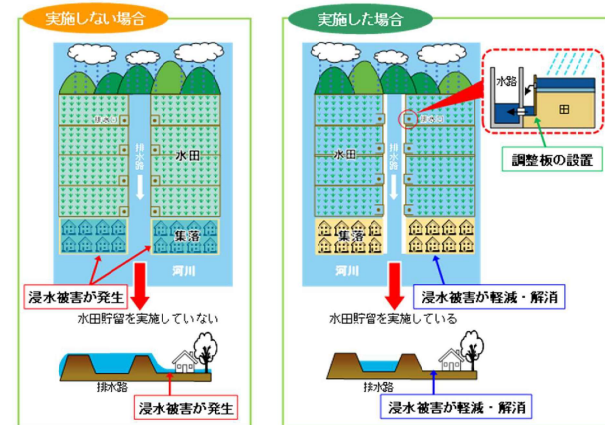 実施しない場合
水田
排水路
集落
河川
浸水被害が発生
水田貯留を実施していない
排水路
浸水被害が発生
実施した場合
水路
田
調整板の設置
水田
排水路
集落
河川
浸水被害が軽減・解消
水田貯留を実施している
排水路
浸水被害が軽減・解消